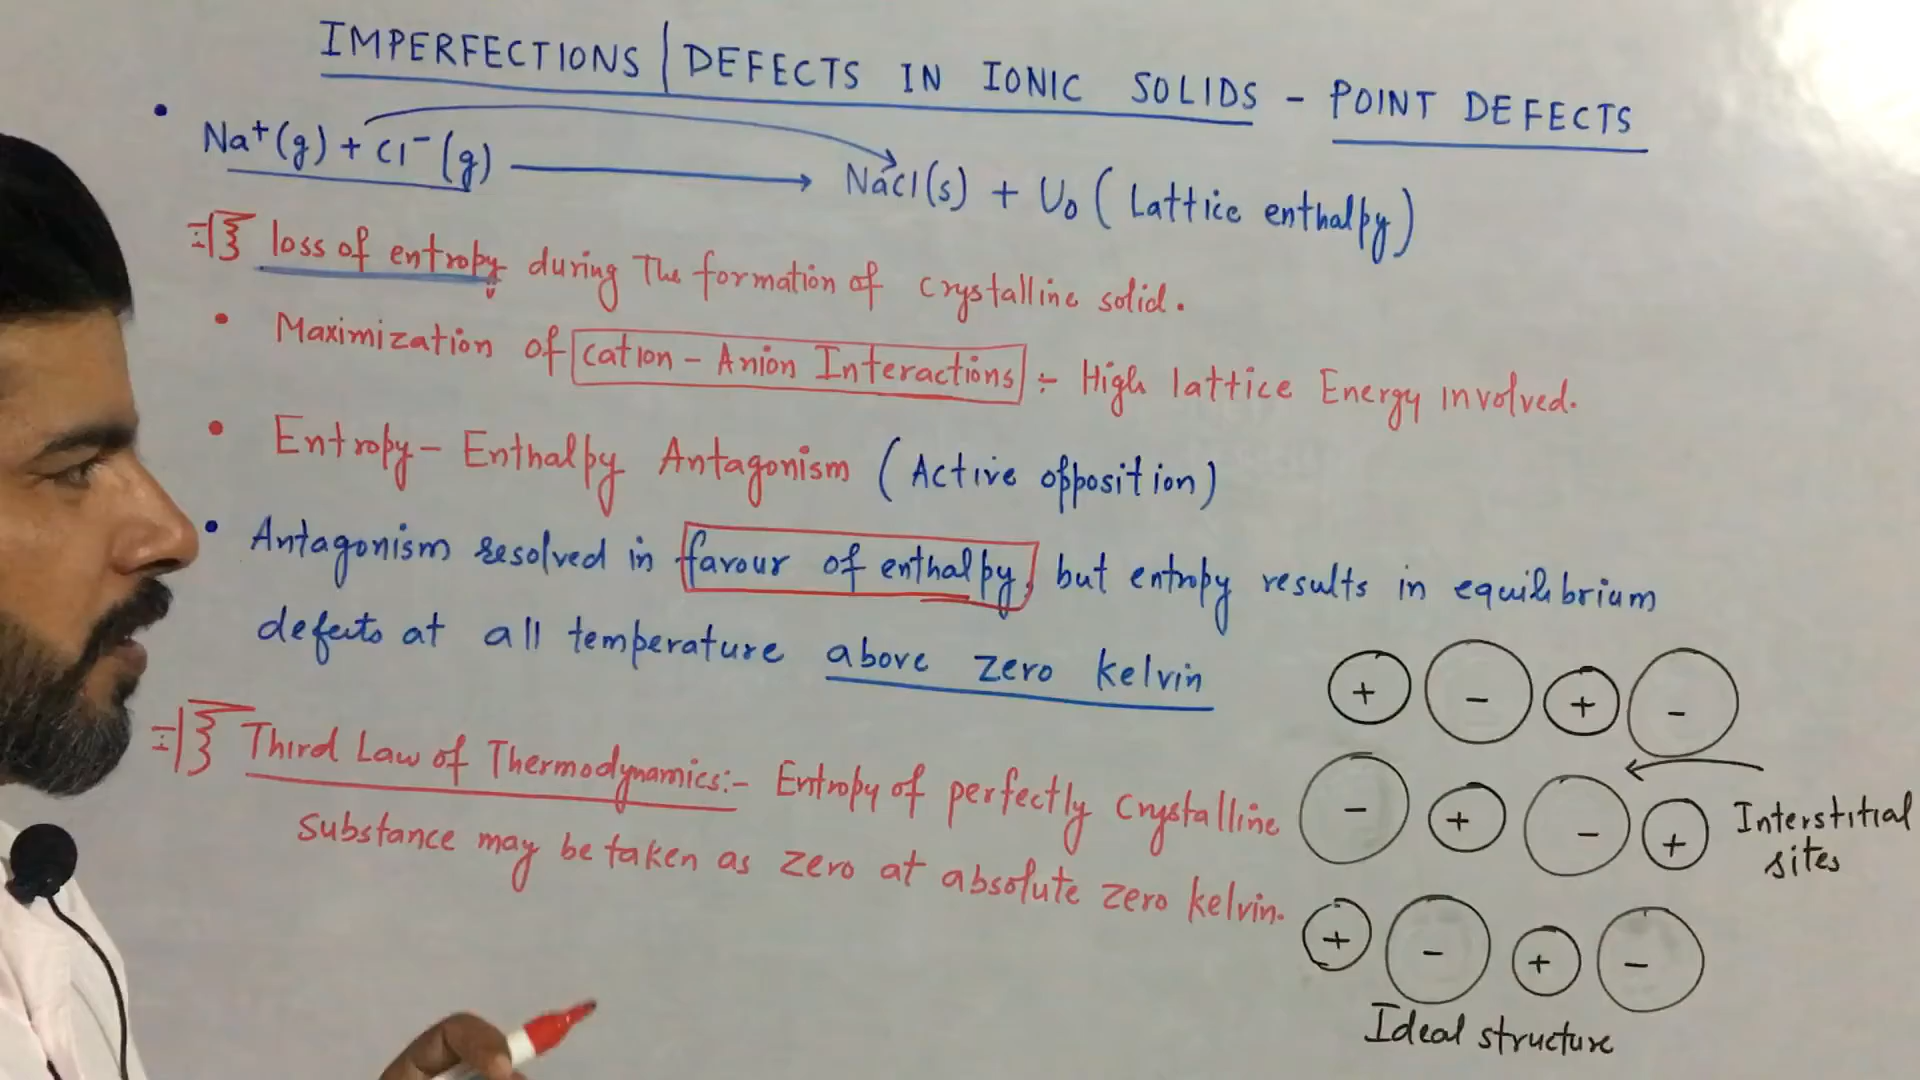 IMPERFECTIONS | DEFECTS IN IONIC SOLIDS - POINT DEFECTS
• Na⁺(g) + Cl⁻(g) → NaCl(s) + U₀ (Lattice enthalpy)
loss of entropy during The formation of crystalline solid.
• Maximization of Cation - Anion Interactions ÷ High lattice Energy involved.
• Entropy - Enthalpy Antagonism (Active opposition)
• Antagonism resolved in favour of enthalpy, but entropy results in equilibrium
defects at all temperature above zero kelvin
Third Law of Thermodynamics:- Entropy of perfectly Crystalline
Substance may be taken as zero at absolute zero kelvin.
+ - + -
- + - +
Interstitial
sites
+ - + -
Ideal structure